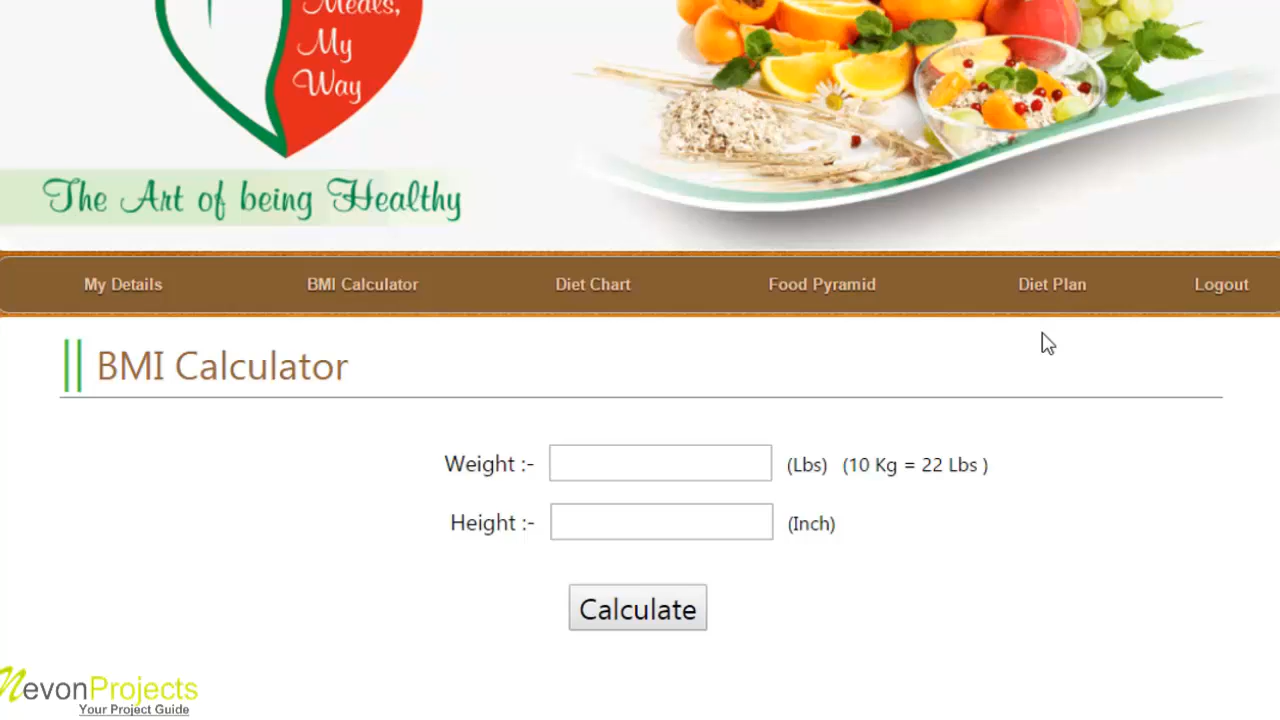 Meals,
My
Way
The Art of being Healthy
My Details BMI Calculator Diet Chart Food Pyramid Diet Plan Logout
BMI Calculator
Weight :- (Lbs) (10 Kg = 22 Lbs )
Height :- (Inch)
Calculate
NevonProjects
Your Project Guide